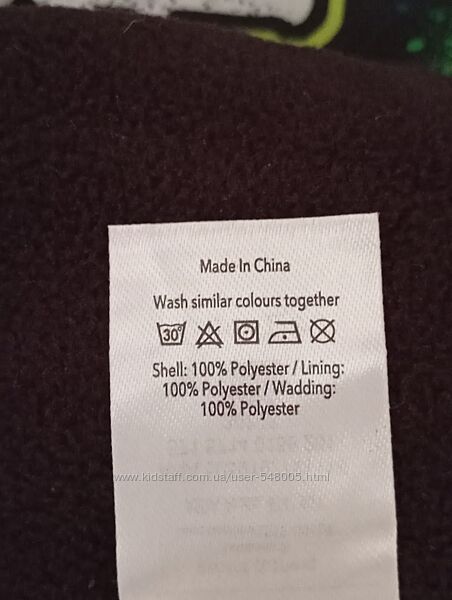 Made In China
Wash similar colours together
30°
Shell: 100% Polyester / Lining:
100% Polyester / Wadding:
100% Polyester
www.kidstaff.com.ua/user-548005.html